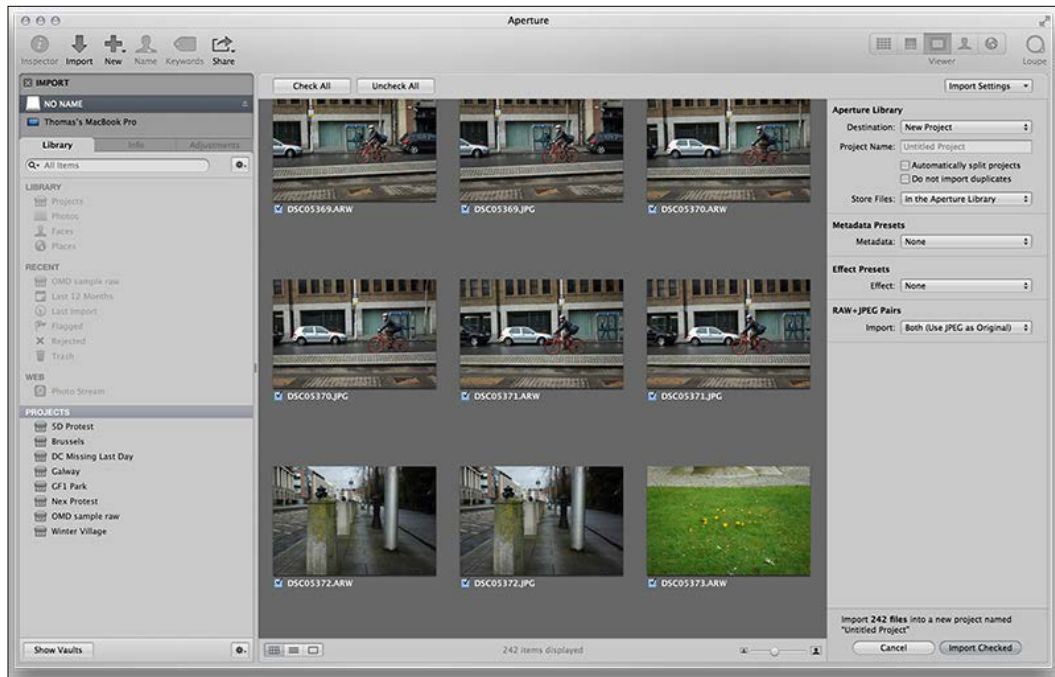 Aperture
Inspector Import New Name Keywords Share
Viewer
Loupe
IMPORT
NO NAME
Thomas's MacBook Pro
Library Info Adjustments
All Items
LIBRARY
Projects
Photos
Faces
Places
RECENT
OMD sample raw
Last 12 Months
Last Import
Flagged
Rejected
Trash
WEB
Photo Stream
PROJECTS
5D Protest
Brussels
DC Missing Last Day
Galway
GF1 Park
Nex Protest
OMD sample raw
Winter Village
Show Vaults
Check All Uncheck All
Import Settings
DSC05369.ARW DSC05369.JPG DSC05370.ARW
DSC05370.JPG DSC05371.ARW DSC05371.JPG
DSC05372.ARW DSC05372.JPG DSC05373.ARW
242 items displayed
Aperture Library
Destination: New Project
Project Name: Untitled Project
Automatically split projects
Do not import duplicates
Store Files: In the Aperture Library
Metadata Presets
Metadata: None
Effect Presets
Effect: None
RAW+JPEG Pairs
Import: Both (Use JPEG as Original)
Import 242 files into a new project named
"Untitled Project"
Cancel Import Checked